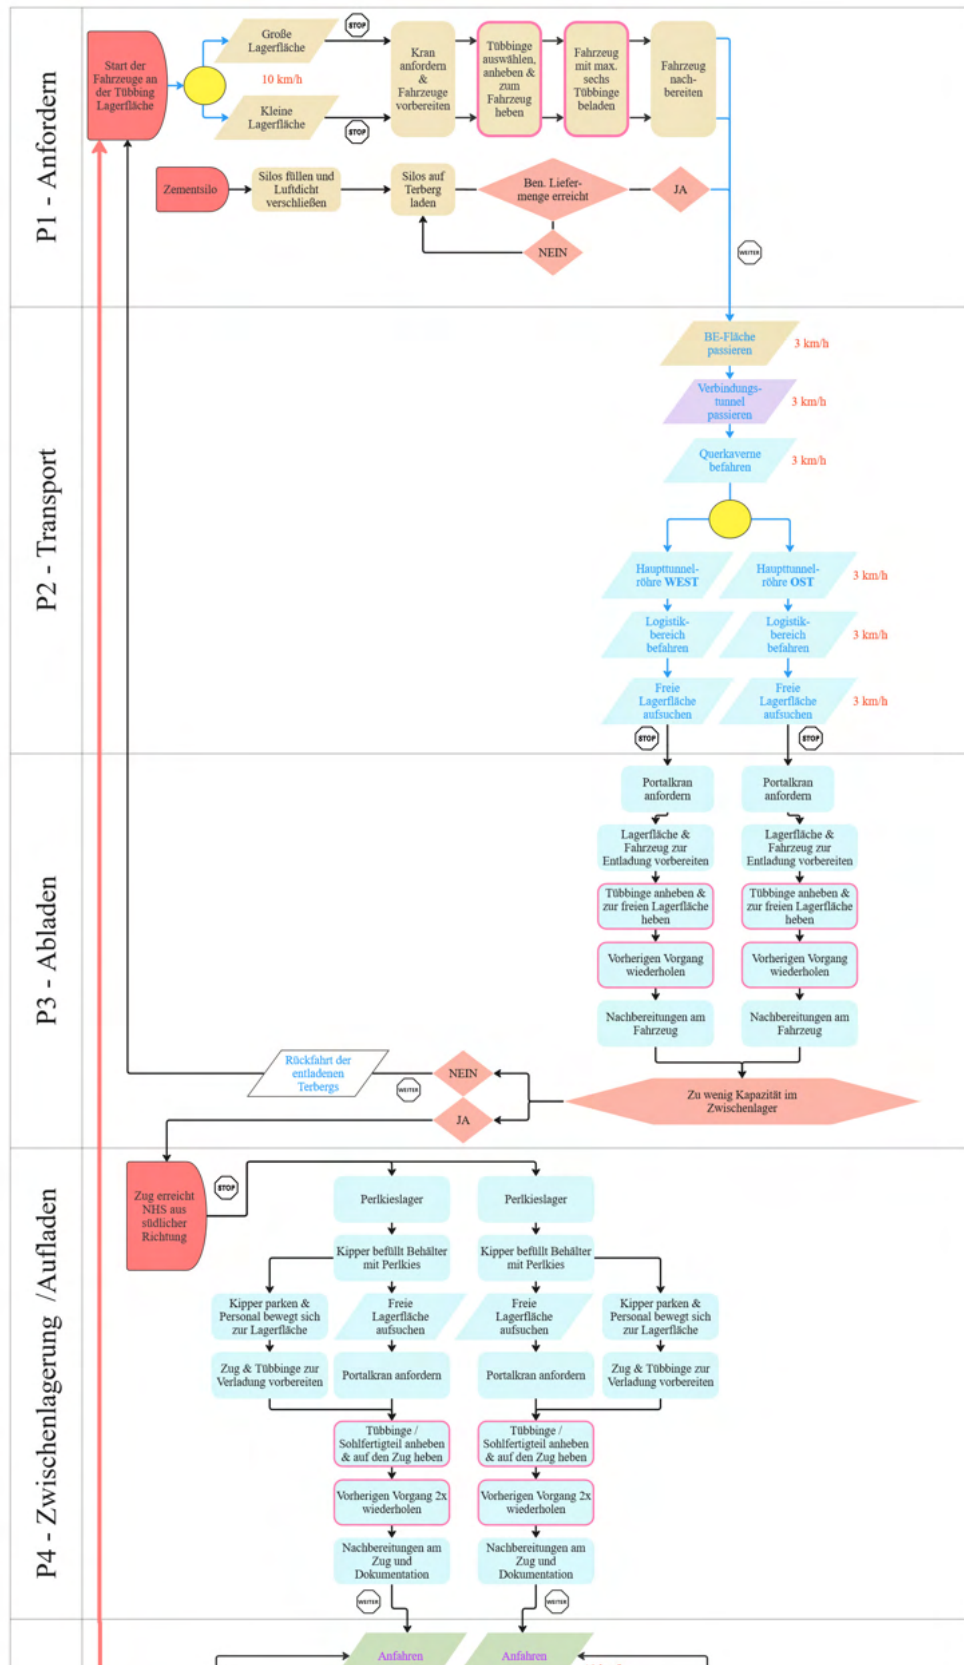 P1 - Anfordern
Start der
Fahrzeuge an
der Tübbing
Lagerfläche
Große
Lagerfläche
10 km/h
Kleine
Lagerfläche
STOP
STOP
Kran
anfordern
&
Fahrzeuge
vorbereiten
Tübbinge
auswählen,
anheben &
zum
Fahrzeug
heben
Fahrzeug
mit max.
sechs
Tübbinge
beladen
Fahrzeug
nach-
bereiten
Zementsilo
Silos füllen und
Luftdicht
verschließen
Silos auf
Terberg
laden
Ben. Liefer-
menge erreicht
JA
NEIN
WEITER
P2 - Transport
BE-Fläche
passieren
3 km/h
Verbindungs-
tunnel
passieren
3 km/h
Querkaverne
befahren
3 km/h
Haupttunnel-
röhre WEST
Haupttunnel-
röhre OST
3 km/h
Logistik-
bereich
befahren
Logistik-
bereich
befahren
3 km/h
Freie
Lagerfläche
aufsuchen
Freie
Lagerfläche
aufsuchen
3 km/h
STOP
STOP
P3 - Abladen
Portalkran
anfordern
Portalkran
anfordern
Lagerfläche &
Fahrzeug zur
Entladung vorbereiten
Lagerfläche &
Fahrzeug zur
Entladung vorbereiten
Tübbinge anheben &
zur freien Lagerfläche
heben
Tübbinge anheben &
zur freien Lagerfläche
heben
Vorherigen Vorgang
wiederholen
Vorherigen Vorgang
wiederholen
Nachbereitungen am
Fahrzeug
Nachbereitungen am
Fahrzeug
Rückfahrt der
entladenen
Terbergs
WEITER
NEIN
JA
Zu wenig Kapazität im
Zwischenlager
P4 - Zwischenlagerung /Aufladen
Zug erreicht
NHS aus
südlicher
Richtung
STOP
Perlkieslager
Perlkieslager
Kipper befüllt Behälter
mit Perlkies
Kipper befüllt Behälter
mit Perlkies
Kipper parken &
Personal bewegt sich
zur Lagerfläche
Freie
Lagerfläche
aufsuchen
Freie
Lagerfläche
aufsuchen
Kipper parken &
Personal bewegt sich
zur Lagerfläche
Zug & Tübbinge zur
Verladung vorbereiten
Portalkran anfordern
Portalkran anfordern
Zug & Tübbinge zur
Verladung vorbereiten
Tübbinge /
Sohlfertigteil anheben
& auf den Zug heben
Tübbinge /
Sohlfertigteil anheben
& auf den Zug heben
Vorherigen Vorgang 2x
wiederholen
Vorherigen Vorgang 2x
wiederholen
Nachbereitungen am
Zug und
Dokumentation
Nachbereitungen am
Zug und
Dokumentation
WEITER
WEITER
Anfahren
Anfahren